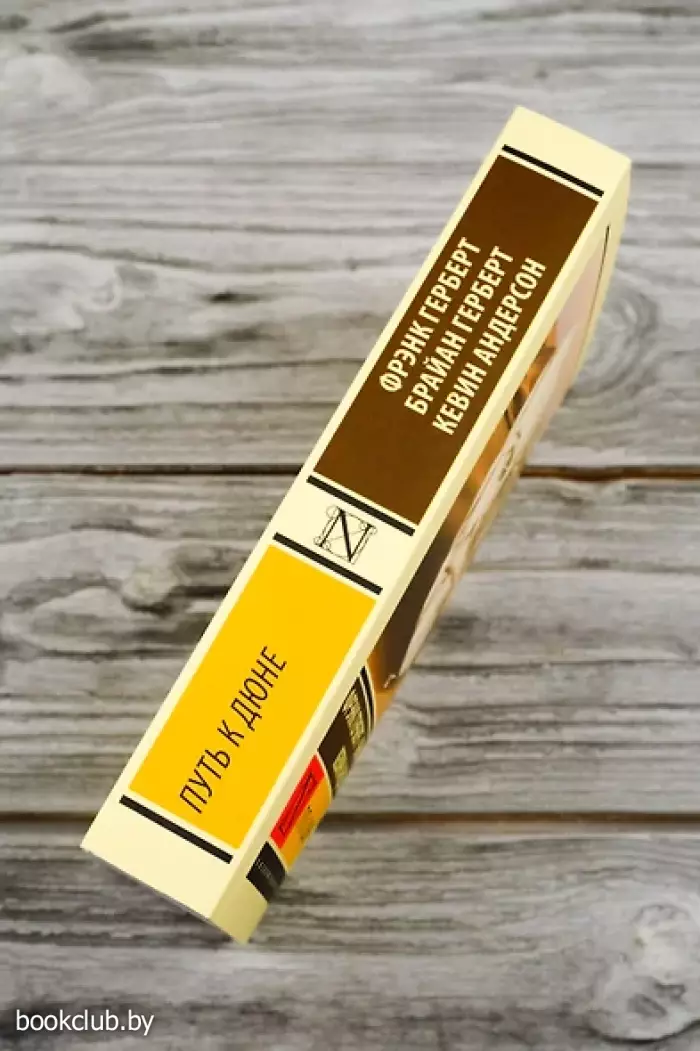 ФРЭНК ГЕРБЕРТ
БРАЙАН ГЕРБЕРТ
КЕВИН АНДЕРСОН
N
ПУТЬ К ДЮНЕ
bookclub.by